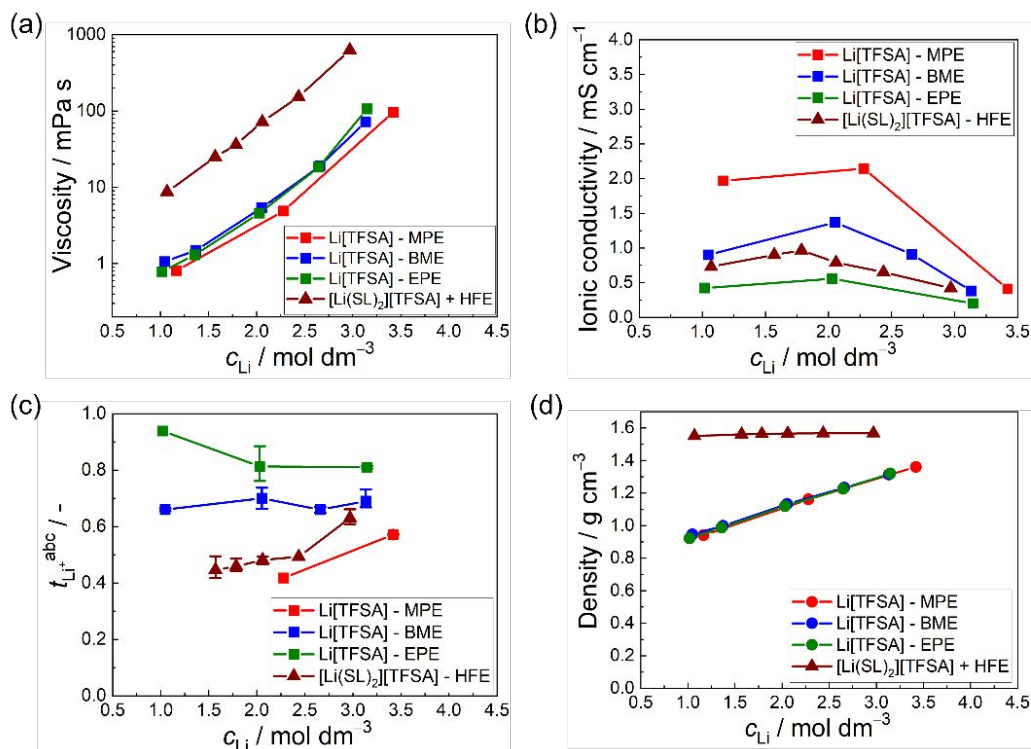 (a)
1000
100
10
1
0.5 1.0 1.5 2.0 2.5 3.0 3.5 4.0 4.5
Viscosity / mPa s
cLi / mol dm⁻³
Li[TFSA] - MPE
Li[TFSA] - BME
Li[TFSA] - EPE
[Li(SL)₂][TFSA] + HFE
(b)
4.0
3.5
3.0
2.5
2.0
1.5
1.0
0.5
0.0
0.5 1.0 1.5 2.0 2.5 3.0 3.5
Ionic conductivity / mS cm⁻¹
cLi / mol dm⁻³
Li[TFSA] - MPE
Li[TFSA] - BME
Li[TFSA] - EPE
[Li(SL)₂][TFSA] - HFE
(c)
1.0
0.8
0.6
0.4
0.2
0.0
0.5 1.0 1.5 2.0 2.5 3.0 3.5 4.0 4.5
tLi⁺abc / -
cLi / mol dm⁻³
Li[TFSA] - MPE
Li[TFSA] - BME
Li[TFSA] - EPE
[Li(SL)₂][TFSA] - HFE
(d)
1.6
1.4
1.2
1.0
0.8
0.6
0.4
0.2
0.0
0.5 1.0 1.5 2.0 2.5 3.0 3.5 4.0 4.5
Density / g cm⁻³
cLi / mol dm⁻³
Li[TFSA] - MPE
Li[TFSA] - BME
Li[TFSA] - EPE
[Li(SL)₂][TFSA] + HFE